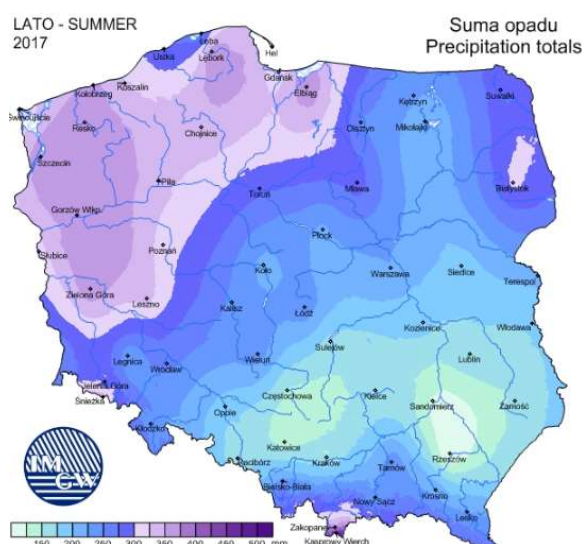 LATO - SUMMER
2017
Suma opadu
Precipitation totals
Łeba
Ustka
Lębork
Hel
Gdańsk
Koszalin
Kołobrzeg
Elbląg
Kętrzyn
Suwałki
Świnoujście
Resko
Chojnice
Olsztyn
Mikołajki
Szczecin
Piła
Toruń
Mława
Białystok
Gorzów Wlkp.
Płock
Słubice
Poznań
Koło
Warszawa
Siedlce
Terespol
Zielona Góra
Leszno
Kalisz
Łódź
Kozienice
Włodawa
Sulejów
Legnica
Wrocław
Wieluń
Lublin
Jelenia Góra
Śnieżka
Częstochowa
Kielce
Sandomierz
Zamość
Opole
Kłodzko
Katowice
Racibórz
Kraków
Rzeszów
Tarnów
Bielsko-Biała
Nowy Sącz
Krosno
Lesko
Zakopane
Kasprowy Wierch
IM
GW
150 200 250 300 350 400 450 500 mm